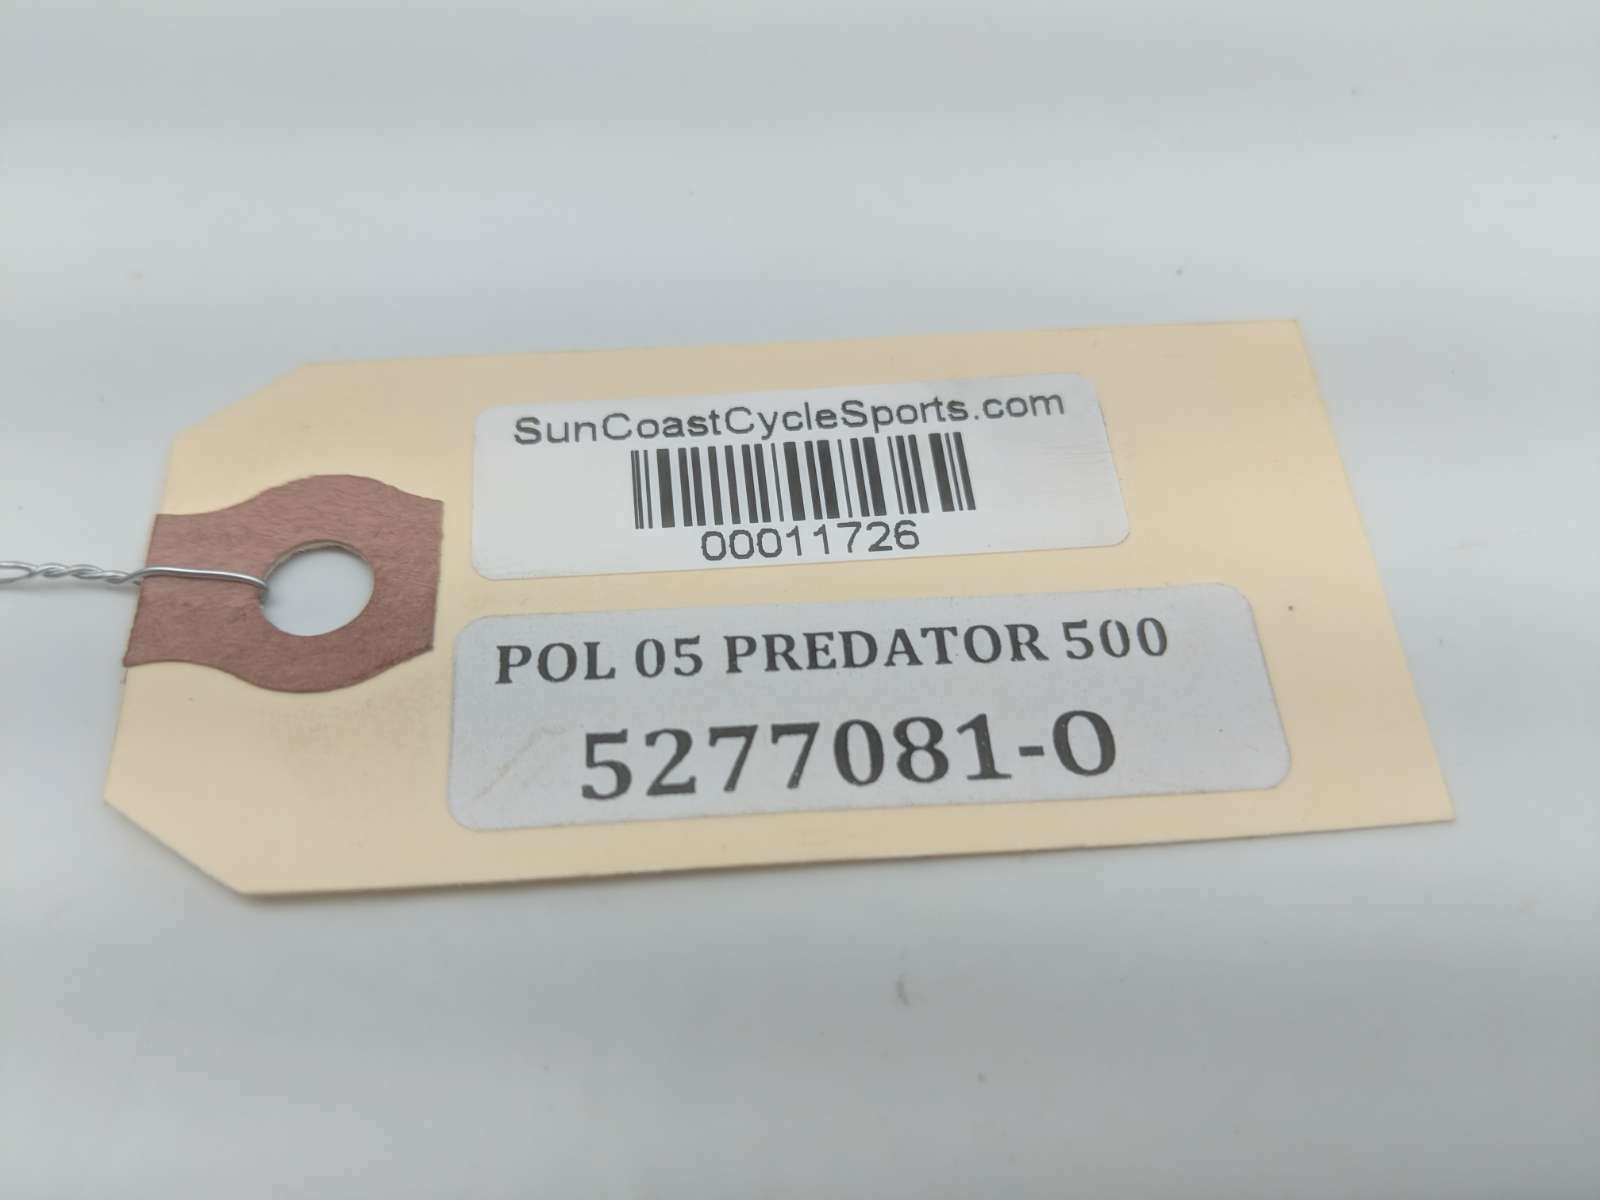 SunCoastCycleSports.com
00011726
POL 05 PREDATOR 500
5277081-O